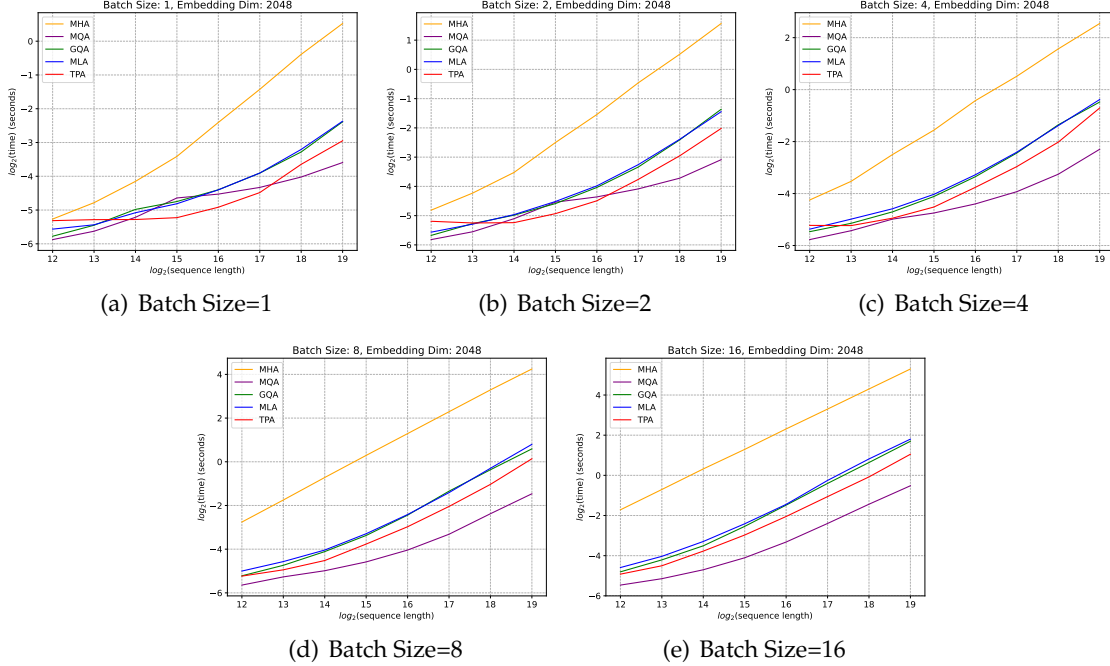 Batch Size: 1, Embedding Dim: 2048
MHA
MQA
GQA
MLA
TPA
log2(time) (seconds)
0
−1
−2
−3
−4
−5
−6
12 13 14 15 16 17 18 19
log2(sequence length)
(a) Batch Size=1
Batch Size: 2, Embedding Dim: 2048
MHA
MQA
GQA
MLA
TPA
log2(time) (seconds)
1
0
−1
−2
−3
−4
−5
−6
12 13 14 15 16 17 18 19
log2(sequence length)
(b) Batch Size=2
Batch Size: 4, Embedding Dim: 2048
MHA
MQA
GQA
MLA
TPA
log2(time) (seconds)
2
0
−2
−4
−6
12 13 14 15 16 17 18 19
log2(sequence length)
(c) Batch Size=4
Batch Size: 8, Embedding Dim: 2048
MHA
MQA
GQA
MLA
TPA
log2(time) (seconds)
4
2
0
−2
−4
−6
12 13 14 15 16 17 18 19
log2(sequence length)
(d) Batch Size=8
Batch Size: 16, Embedding Dim: 2048
MHA
MQA
GQA
MLA
TPA
log2(time) (seconds)
4
2
0
−2
−4
−6
12 13 14 15 16 17 18 19
log2(sequence length)
(e) Batch Size=16